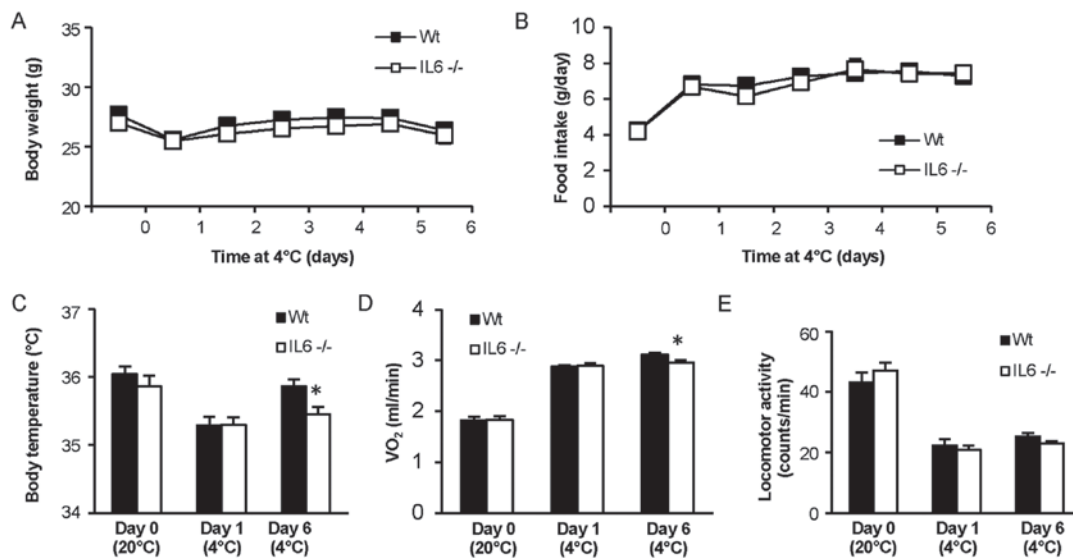 A
Body weight (g)
35
30
25
20
Wt
IL6 -/-
0 1 2 3 4 5 6
Time at 4°C (days)
B
Food intake (g/day)
10
8
6
4
2
0
Wt
IL6 -/-
0 1 2 3 4 5 6
Time at 4°C (days)
C
Body temperature (°C)
37
36
35
34
Wt
IL6 -/-
*
Day 0 Day 1 Day 6
(20°C) (4°C) (4°C)
D
VO2 (ml/min)
4
3
2
1
0
Wt
IL6 -/-
*
Day 0 Day 1 Day 6
(20°C) (4°C) (4°C)
E
Locomotor activity
(counts/min)
60
40
20
0
Wt
IL6 -/-
Day 0 Day 1 Day 6
(20°C) (4°C) (4°C)